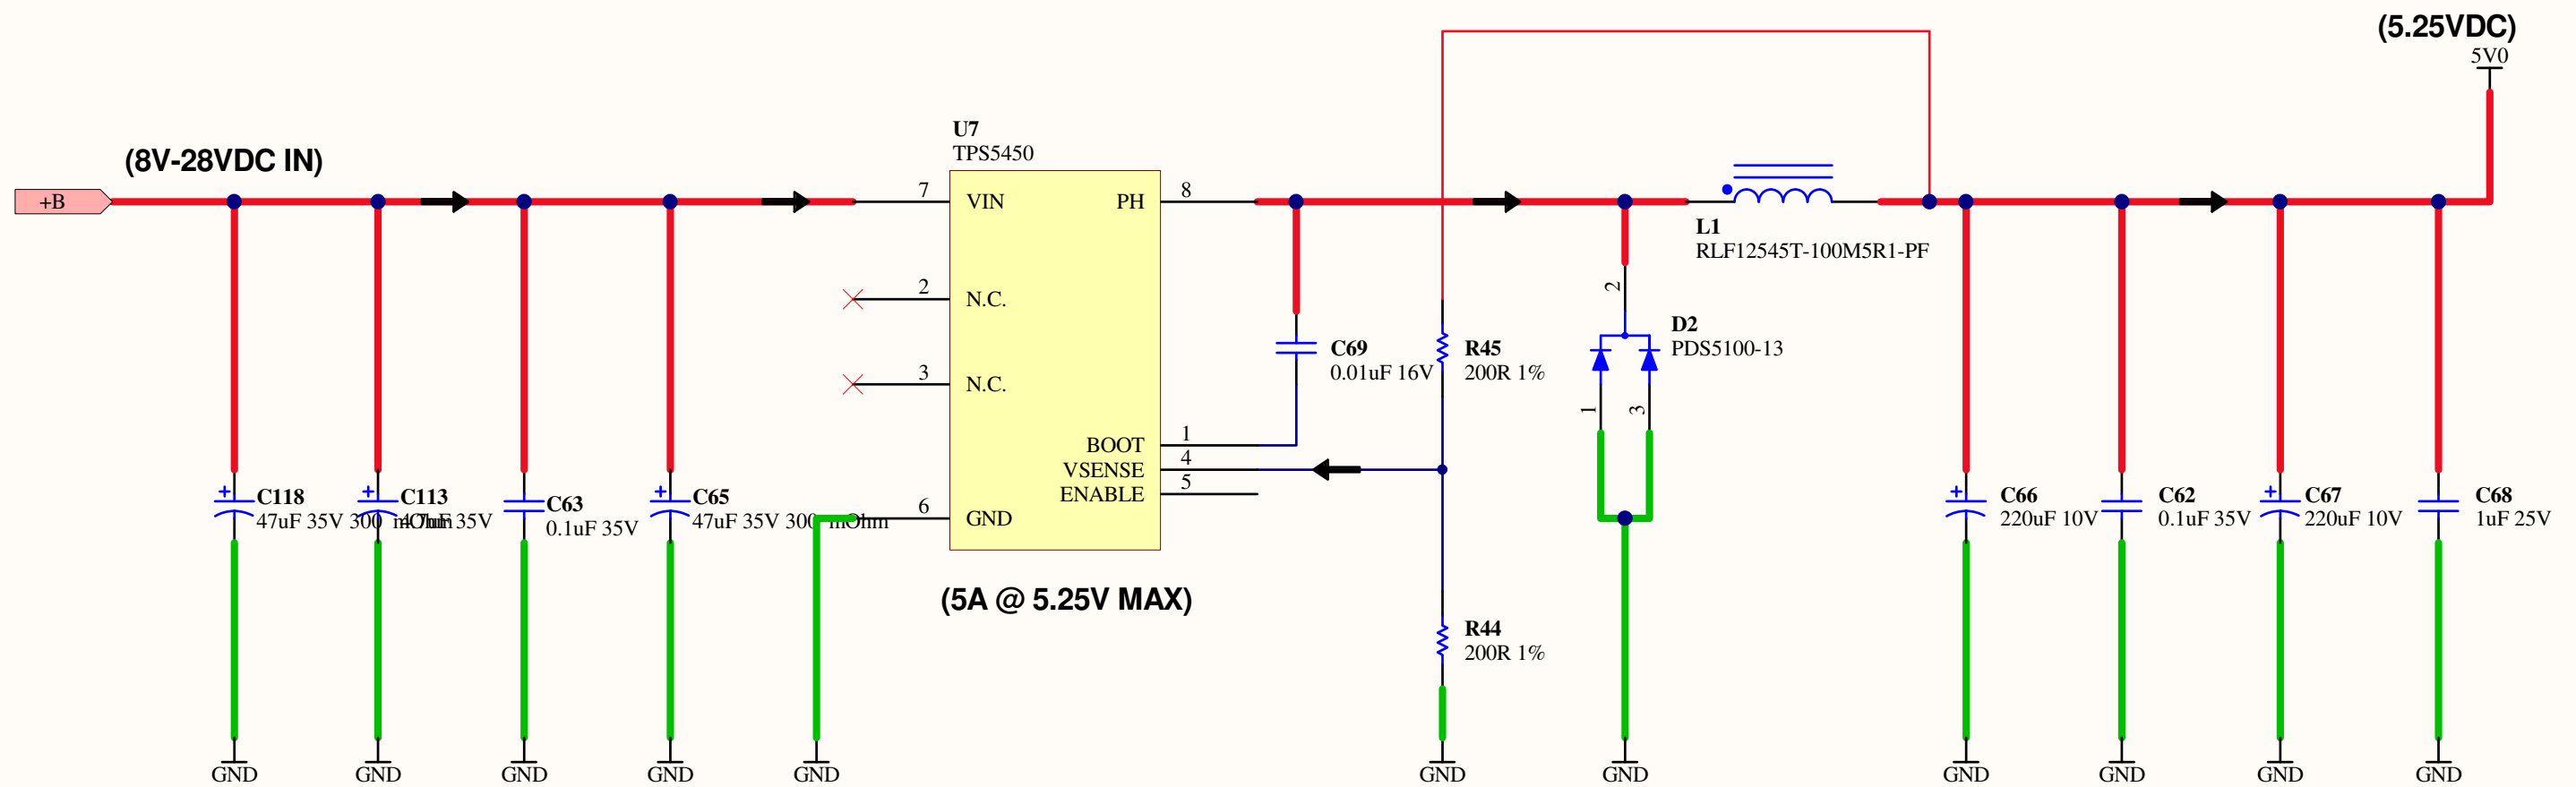 (5.25VDC)
5V0
(8V-28VDC IN)
+B
U7
TPS5450
7
VIN
PH
8
2
N.C.
3
N.C.
BOOT
1
VSENSE
4
ENABLE
5
6
GND
(5A @ 5.25V MAX)
C118
47uF 35V 300 mOhm
C113
C63
0.1uF 35V
C65
47uF 35V 300 mOhm
C69
0.01uF 16V
R45
200R 1%
R44
200R 1%
2
D2
PDS5100-13
1
3
L1
RLF12545T-100M5R1-PF
C66
220uF 10V
C62
0.1uF 35V
C67
220uF 10V
C68
1uF 25V
GND
GND
GND
GND
GND
GND
GND
GND
GND
GND
GND